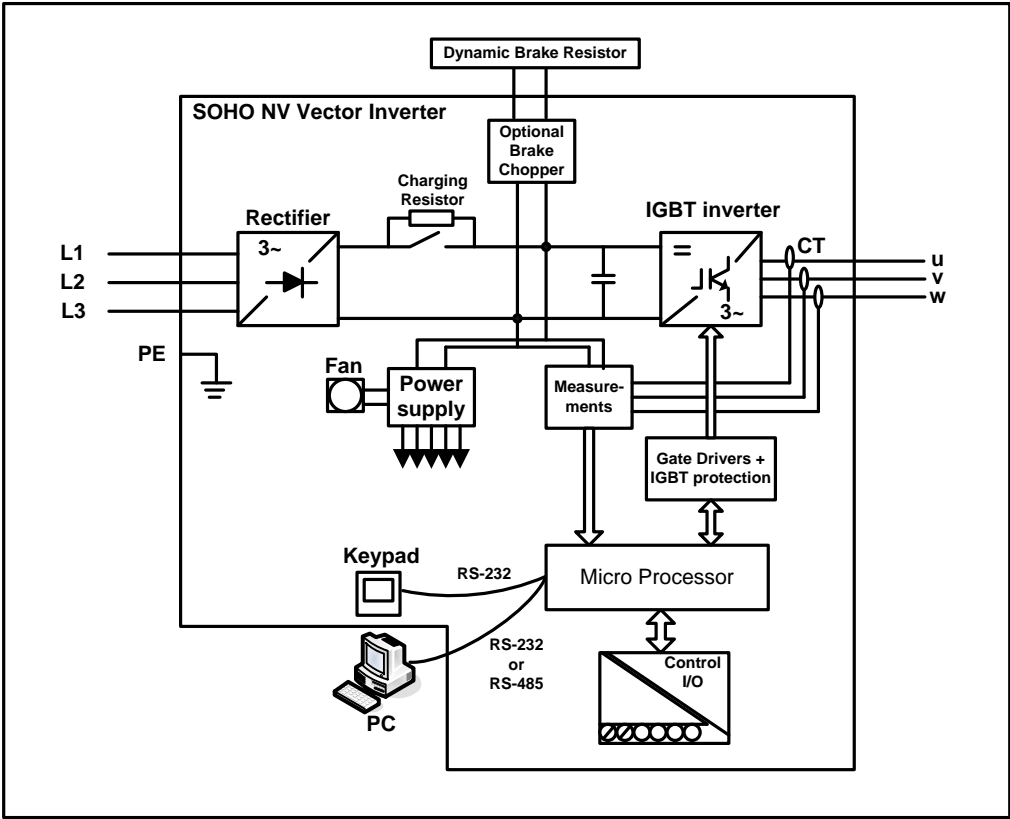 Dynamic Brake Resistor
SOHO NV Vector Inverter
Optional
Brake
Chopper
Charging
Resistor
Rectifier
IGBT inverter
3~
=
3~
CT
L1
L2
L3
u
v
w
PE
Fan
Power
supply
Measure-
ments
Gate Drivers +
IGBT protection
Keypad
RS-232
Micro Processor
RS-232
or
RS-485
PC
Control
I/O